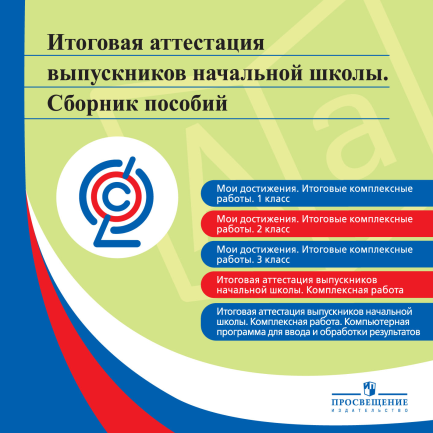 Итоговая аттестация
выпускников начальной школы.
Сборник пособий
Аа
С
Мои достижения. Итоговые комплексные
работы. 1 класс
Мои достижения. Итоговые комплексные
работы. 2 класс
Мои достижения. Итоговые комплексные
работы. 3 класс
Итоговая аттестация выпускников
начальной школы. Комплексная работа
Итоговая аттестация выпускников начальной
школы. Комплексная работа. Компьютерная
программа для ввода и обработки результатов
ПРОСВЕЩЕНИЕ
ИЗДАТЕЛЬСТВО